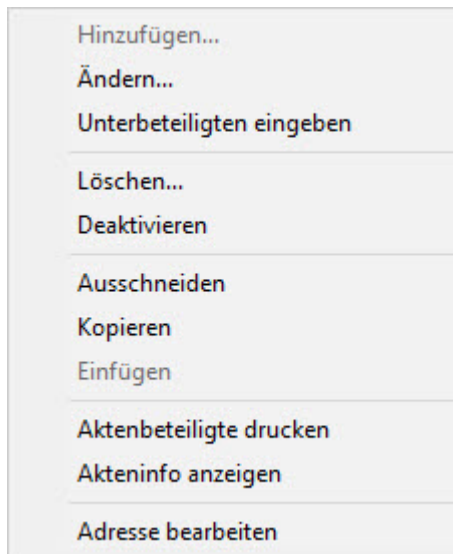 Hinzufügen...
Ändern...
Unterbeteiligten eingeben
Löschen...
Deaktivieren
Ausschneiden
Kopieren
Einfügen
Aktenbeteiligte drucken
Akteninfo anzeigen
Adresse bearbeiten